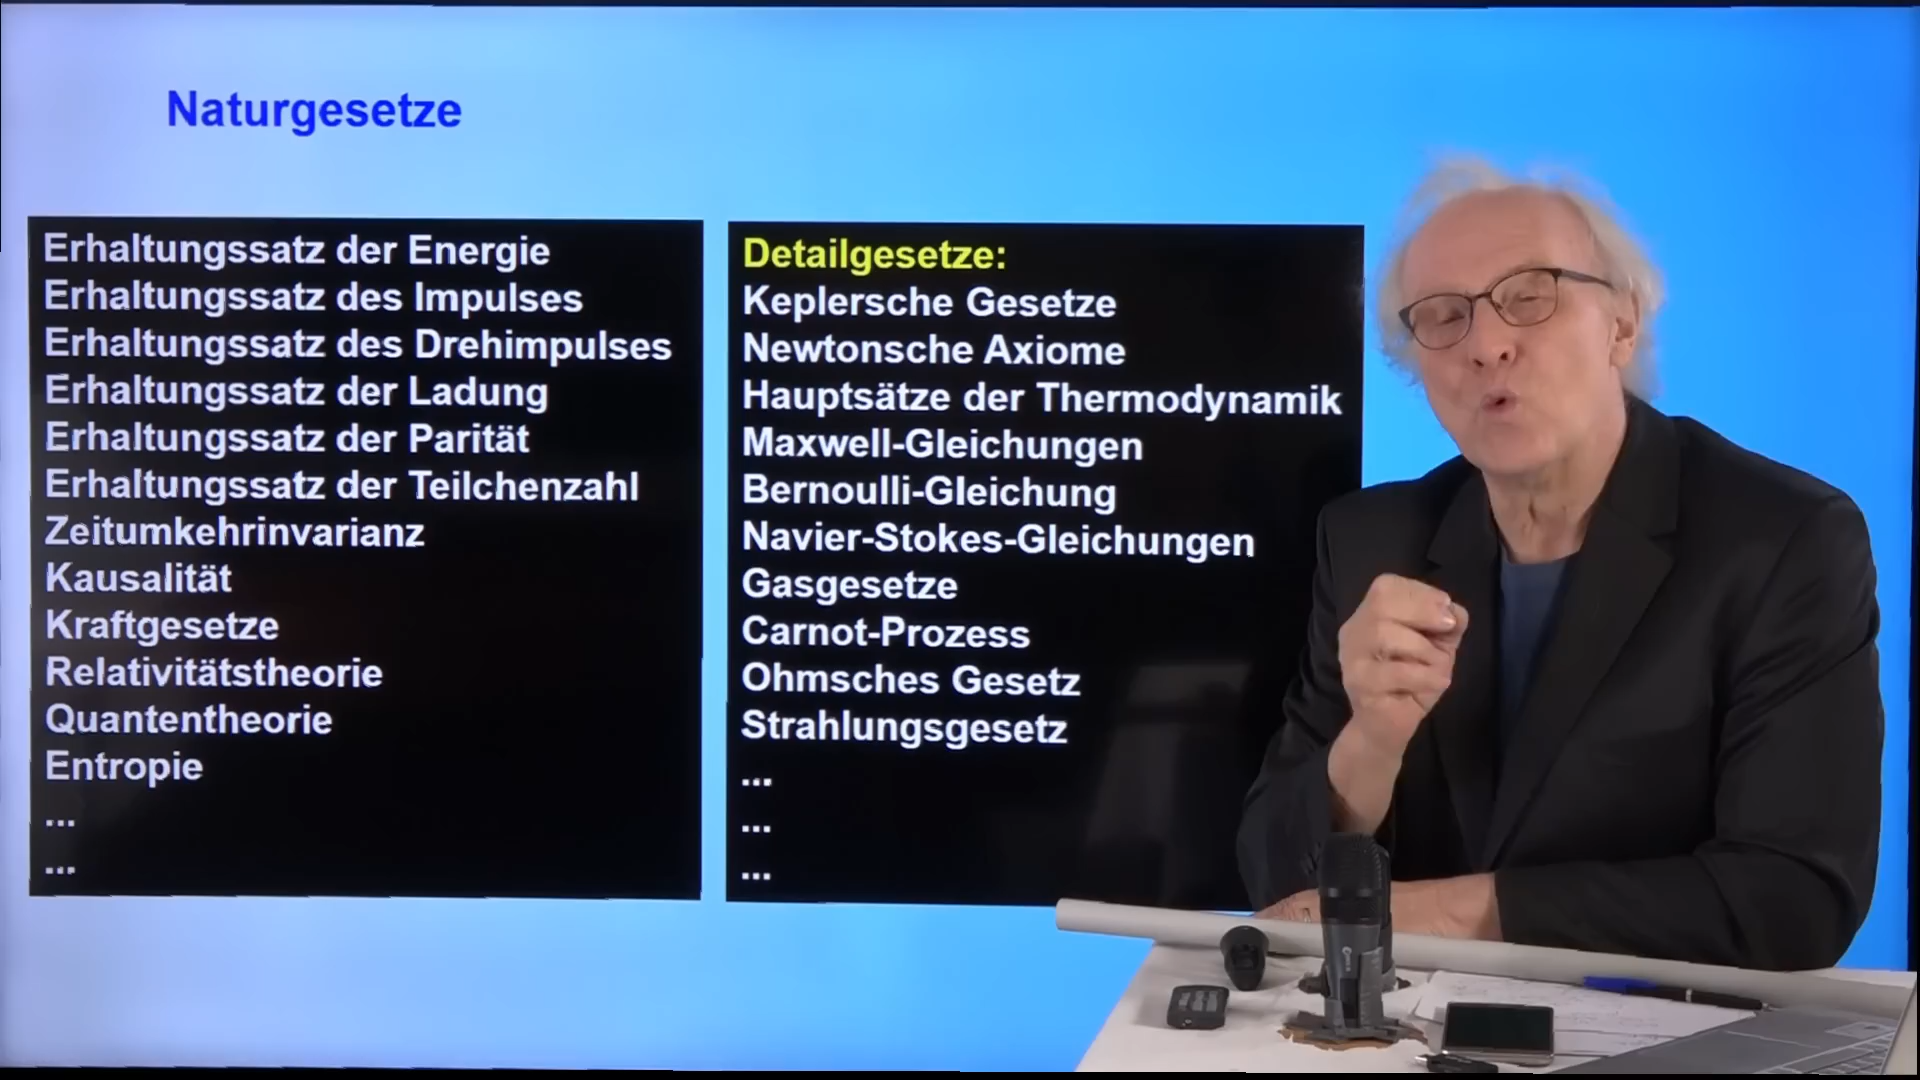 Naturgesetze
Erhaltungssatz der Energie
Erhaltungssatz des Impulses
Erhaltungssatz des Drehimpulses
Erhaltungssatz der Ladung
Erhaltungssatz der Parität
Erhaltungssatz der Teilchenzahl
Zeitumkehrinvarianz
Kausalität
Kraftgesetze
Relativitätstheorie
Quantentheorie
Entropie
...
...
Detailgesetze:
Keplersche Gesetze
Newtonsche Axiome
Hauptsätze der Thermodynamik
Maxwell-Gleichungen
Bernoulli-Gleichung
Navier-Stokes-Gleichungen
Gasgesetze
Carnot-Prozess
Ohmsches Gesetz
Strahlungsgesetz
...
...
...